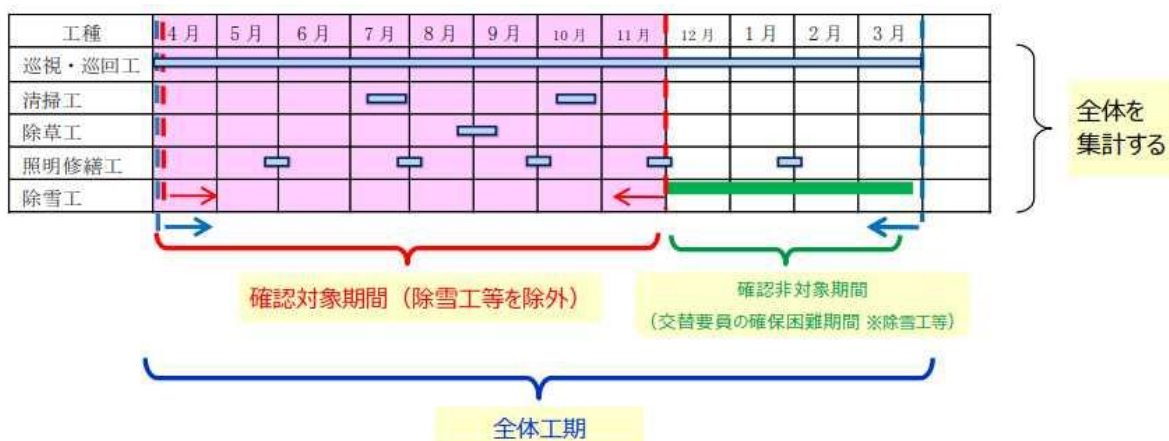 工種 4月 5月 6月 7月 8月 9月 10月 11月 12月 1月 2月 3月
巡視・巡回工
清掃工
除草工
照明修繕工
除雪工
全体を
集計する
確認対象期間（除雪工等を除外）
確認非対象期間
（交替要員の確保困難期間 ※除雪工等）
全体工期